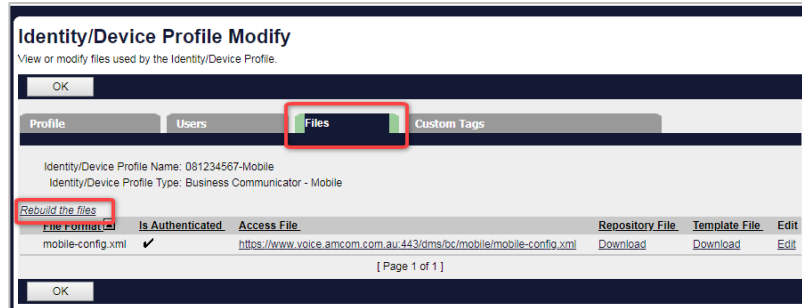 Identity/Device Profile Modify
View or modify files used by the Identity/Device Profile.
OK
Profile Users Files Custom Tags
Identity/Device Profile Name: 081234567-Mobile
Identity/Device Profile Type: Business Communicator - Mobile
Rebuild the files
File Format Is Authenticated Access File Repository File Template File Edit
mobile-config.xml ✔ https://www.voice.amcom.com.au:443/dms/bc/mobile/mobile-config.xml Download Download Edit
[ Page 1 of 1 ]
OK